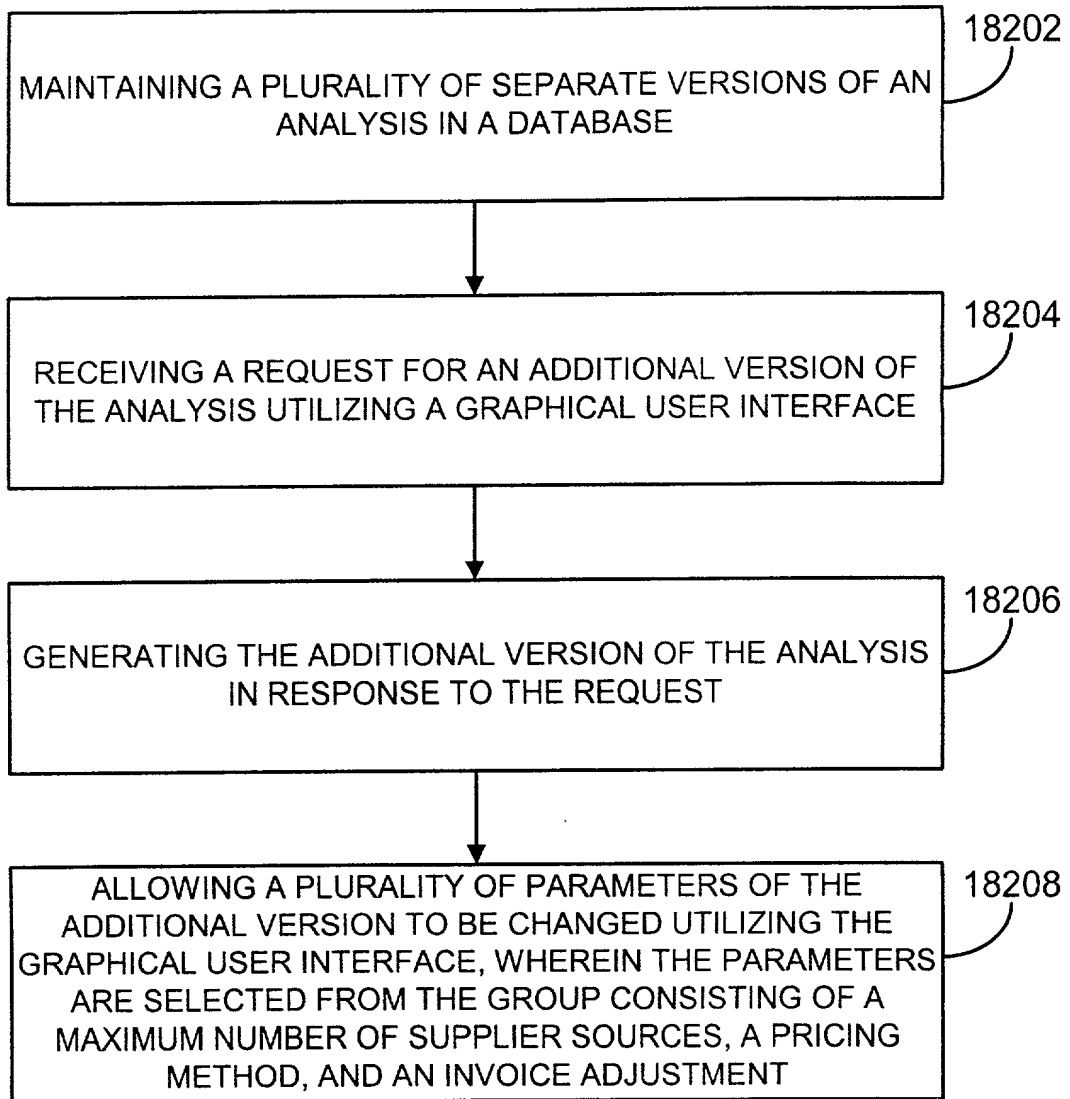 18202
MAINTAINING A PLURALITY OF SEPARATE VERSIONS OF AN
ANALYSIS IN A DATABASE
18204
RECEIVING A REQUEST FOR AN ADDITIONAL VERSION OF
THE ANALYSIS UTILIZING A GRAPHICAL USER INTERFACE
18206
GENERATING THE ADDITIONAL VERSION OF THE ANALYSIS
IN RESPONSE TO THE REQUEST
18208
ALLOWING A PLURALITY OF PARAMETERS OF THE
ADDITIONAL VERSION TO BE CHANGED UTILIZING THE
GRAPHICAL USER INTERFACE, WHEREIN THE PARAMETERS
ARE SELECTED FROM THE GROUP CONSISTING OF A
MAXIMUM NUMBER OF SUPPLIER SOURCES, A PRICING
METHOD, AND AN INVOICE ADJUSTMENT